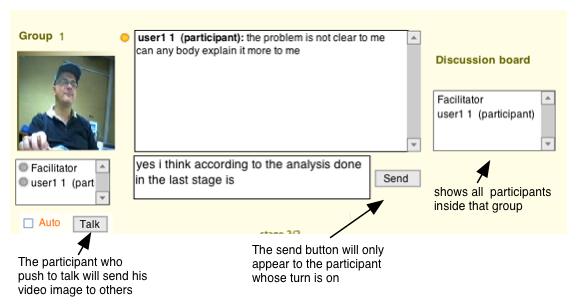 Group 1
user1 1 (participant): the problem is not clear to me
can any body explain it more to me
Discussion board
Facilitator
user1 1 (participant)
Facilitator
user1 1 (part
yes i think according to the analysis done
in the last stage is
Send
Auto
Talk
shows all participants
inside that group
The send button will only
appear to the participant
whose turn is on
The participant who
push to talk will send his
video image to others